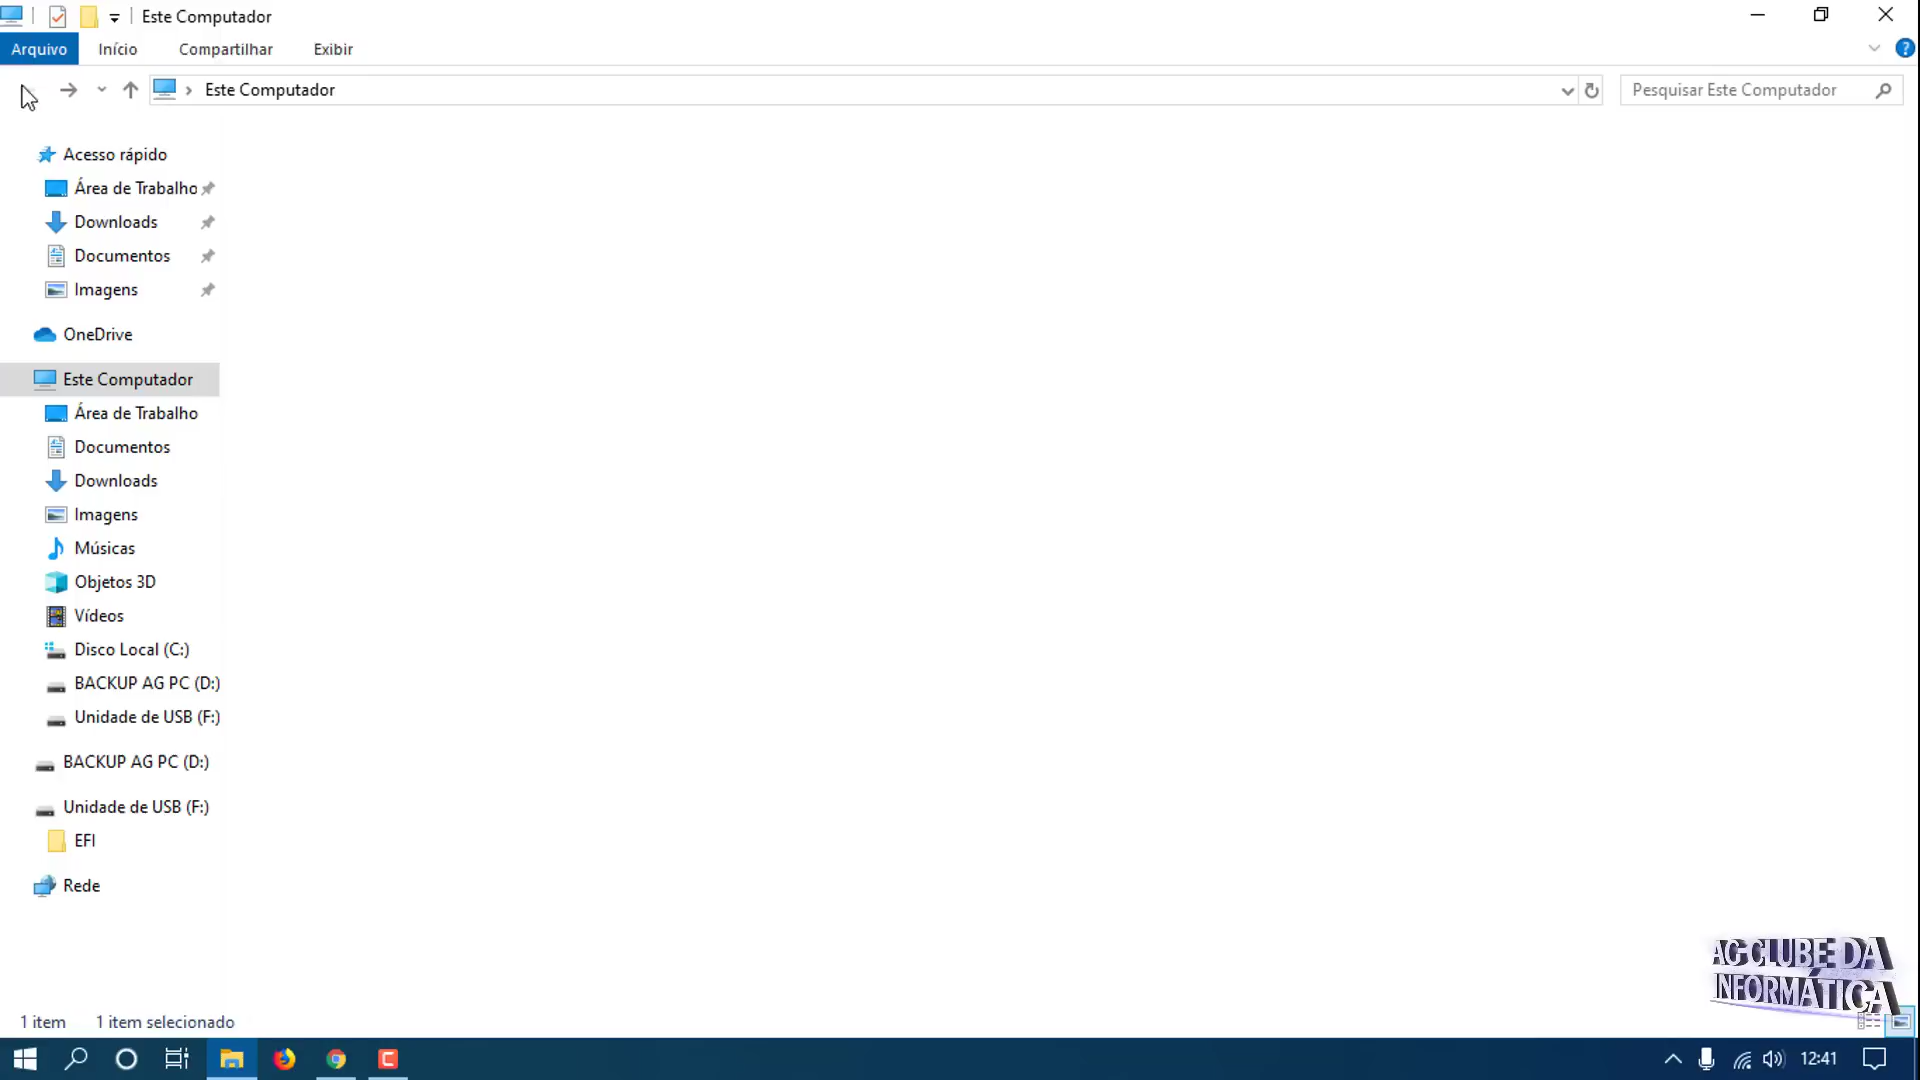 Este Computador
Arquivo Início Compartilhar Exibir
Este Computador
Pesquisar Este Computador
Acesso rápido
Área de Trabalho
Downloads
Documentos
Imagens
OneDrive
Este Computador
Área de Trabalho
Documentos
Downloads
Imagens
Músicas
Objetos 3D
Vídeos
Disco Local (C:)
BACKUP AG PC (D:)
Unidade de USB (F:)
BACKUP AG PC (D:)
Unidade de USB (F:)
EFI
Rede
AG CLUBE DA
INFORMÁTICA
1 item 1 item selecionado
12:41